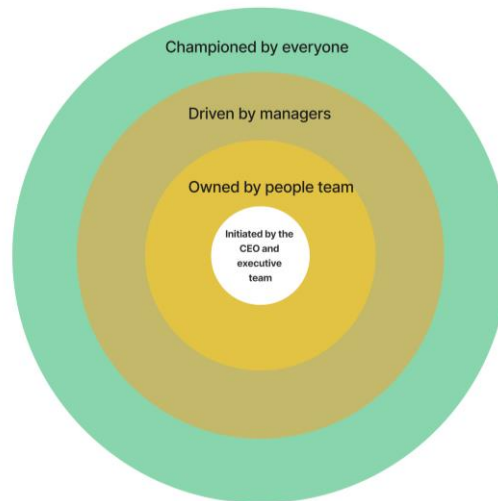 Championed by everyone
Driven by managers
Owned by people team
Initiated by the
CEO and
executive
team